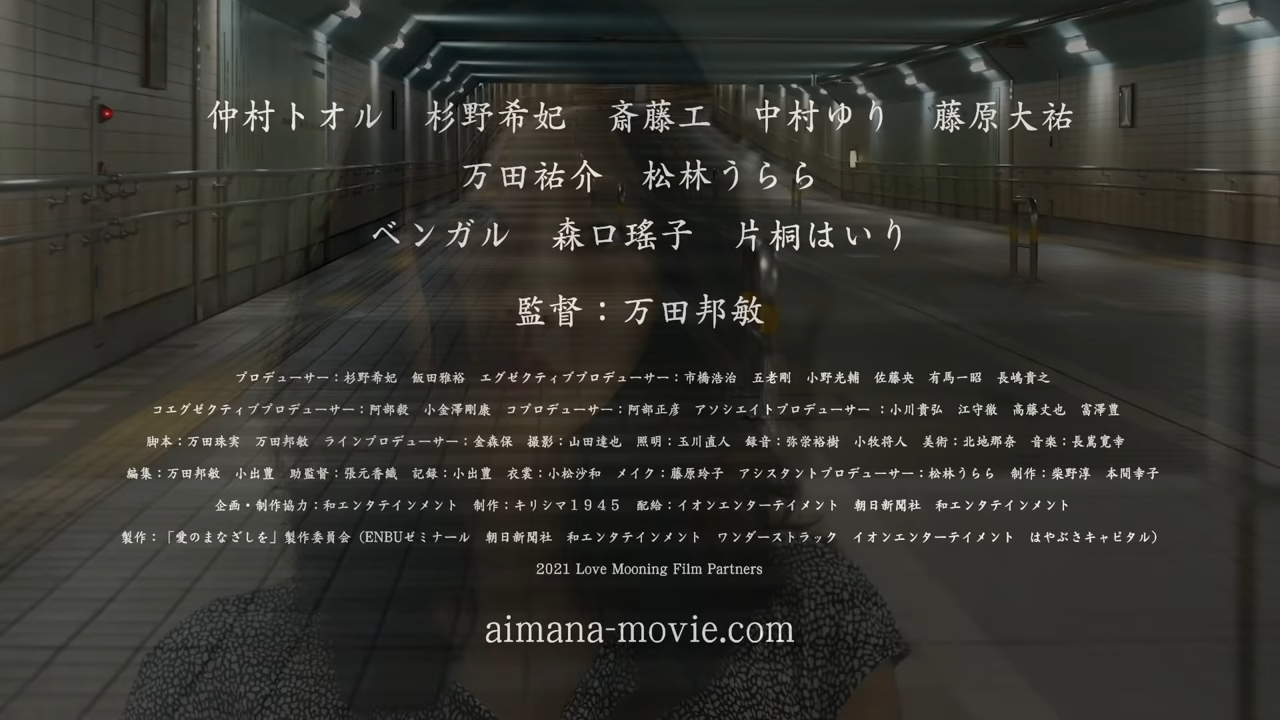 仲村トオル　杉野希妃　斎藤工　中村ゆり　藤原大祐
万田祐介　松林うらら
ベンガル　森口瑤子　片桐はいり
監督：万田邦敏
プロデューサー：杉野希妃　飯田雅裕　エグゼクティブプロデューサー：市橋浩治　五老剛　小野光輔　佐藤央　有馬一昭　長嶋貴之
コエグゼクティブプロデューサー：阿部毅　小金澤剛康　コプロデューサー：阿部正彦　アソシエイトプロデューサー ：小川貴弘　江守徹　高藤丈也　富澤豊
脚本：万田珠実　万田邦敏　ラインプロデューサー：金森保　撮影：山田達也　照明：玉川直人　録音：弥栄裕樹　小牧将人　美術：北地那奈　音楽：長嶌寛幸
編集：万田邦敏　小出豊　助監督：張元香織　記録：小出豊　衣裳：小松沙和　メイク：藤原玲子　アシスタントプロデューサー：松林うらら　制作：柴野淳　本間幸子
企画・制作協力：和エンタテインメント　制作：キリシマ１９４５　配給：イオンエンターテイメント　朝日新聞社　和エンタテインメント
製作：「愛のまなざしを」製作委員会（ENBUゼミナール　朝日新聞社　和エンタテインメント　ワンダーストラック　イオンエンターテイメント　はやぶさキャピタル）
2021 Love Mooning Film Partners
aimana-movie.com